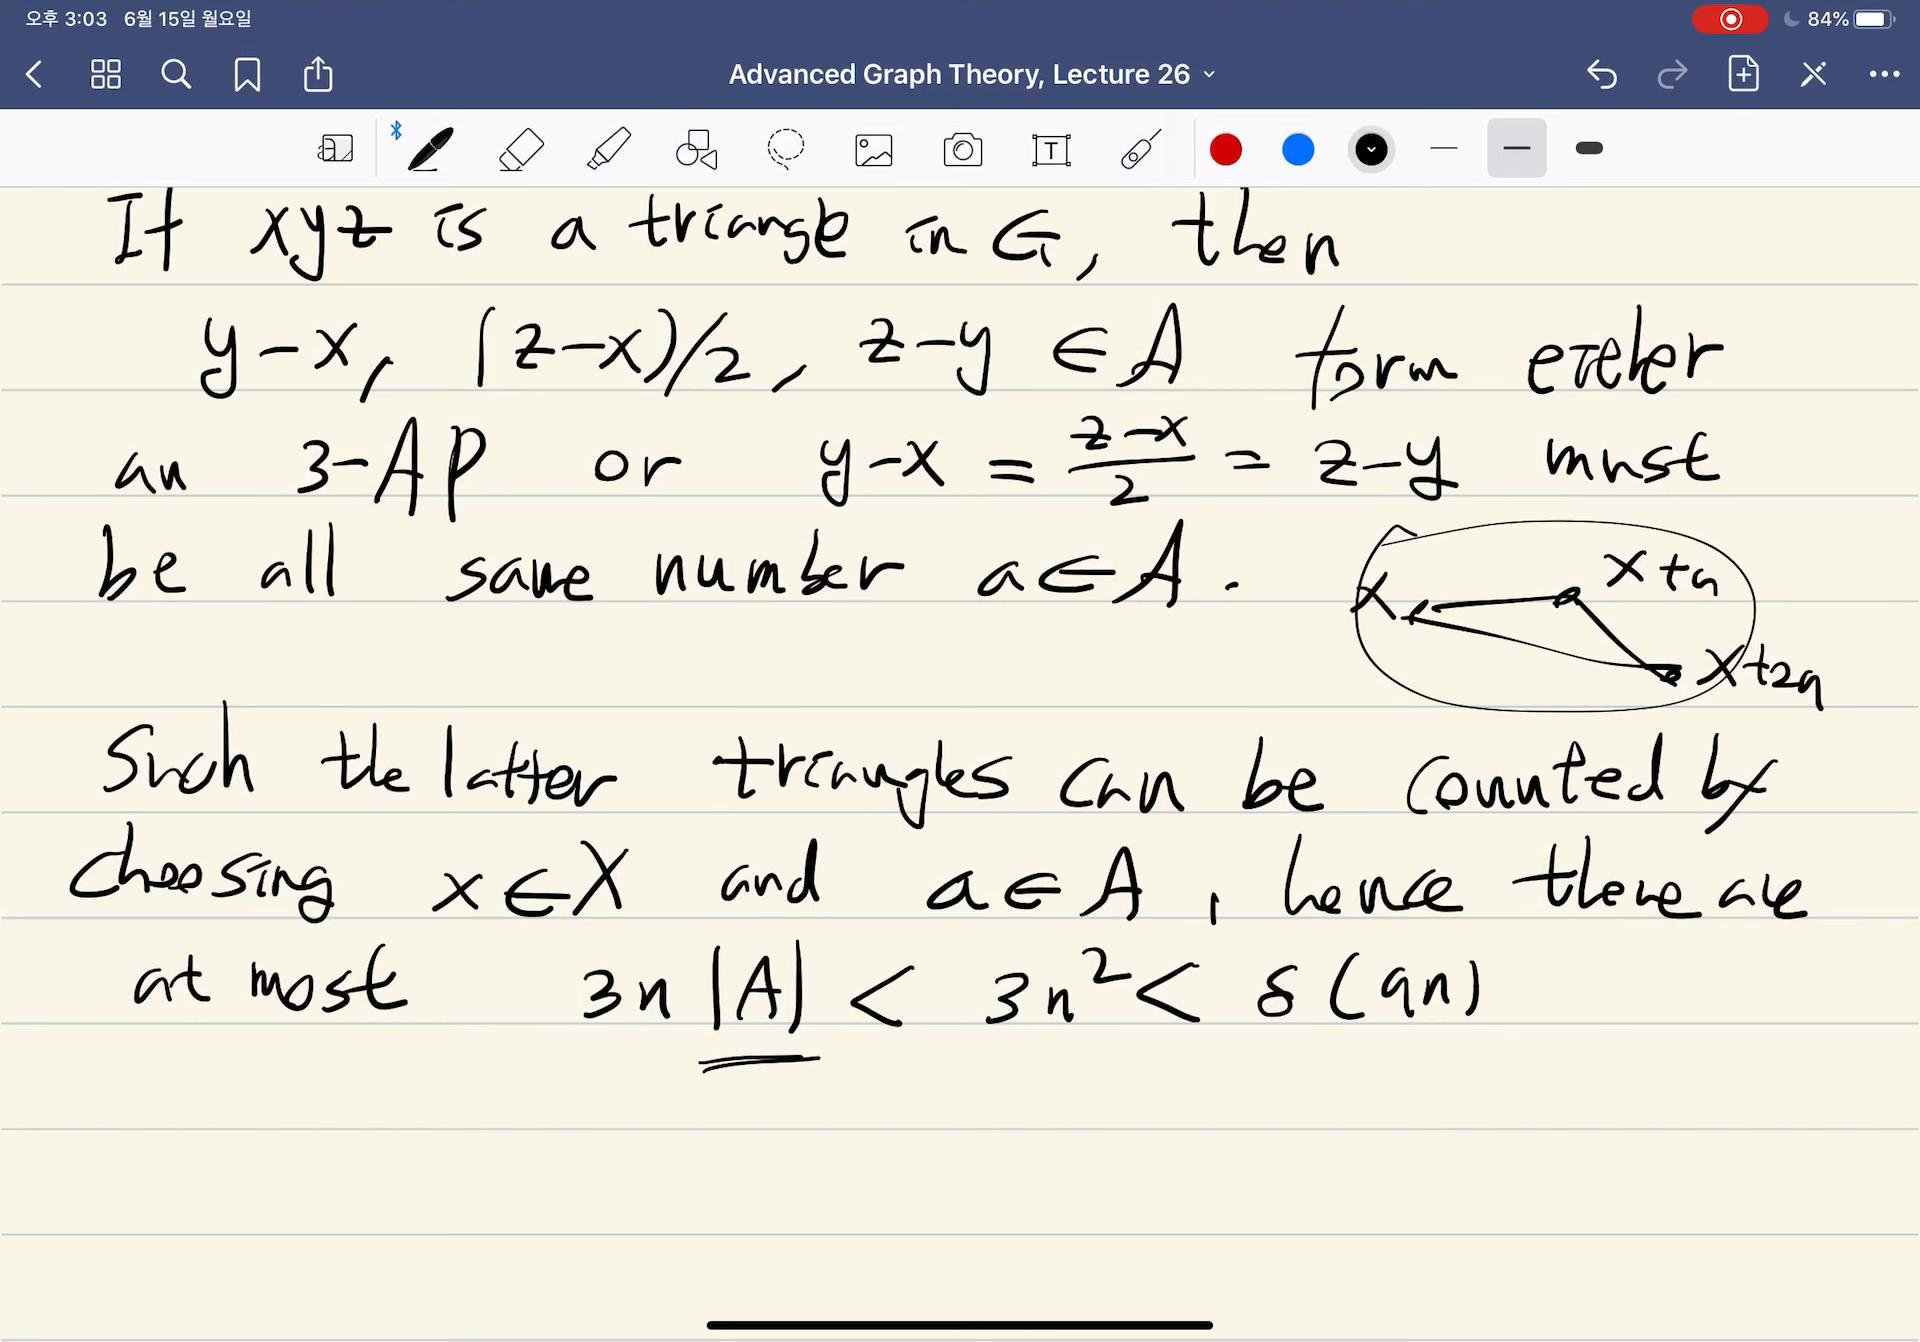 오후 3:03 6월 15일 월요일
84%
Advanced Graph Theory, Lecture 26
If xyz is a triangle in G, then
y-x, (z-x)/2, z-y ∈ A form either
an 3-AP or y-x = z-x/2 = z-y must
be all same number a∈A.
x x+a
x+2a
Such the latter triangles can be counted by
choosing x∈X and a∈A, hence there are
at most 3n|A| < 3n² < δ(9n)